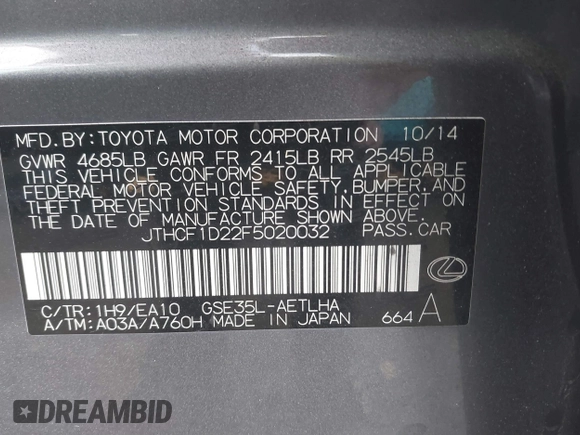 MFD.BY:TOYOTA MOTOR CORPORATION 10/14
GVWR 4685LB GAWR FR 2415LB RR 2545LB
THIS VEHICLE CONFORMS TO ALL APPLICABLE
FEDERAL MOTOR VEHICLE SAFETY,BUMPER,AND
THEFT PREVENTION STANDARDS IN EFFECT ON
THE DATE OF MANUFACTURE SHOWN ABOVE.
JTHCF1D22F5020032 PASS.CAR
C/TR:1H9/EA10 GSE35L-AETLHA
A/TM:A03A/A760H MADE IN JAPAN 664 A
DREAMBID